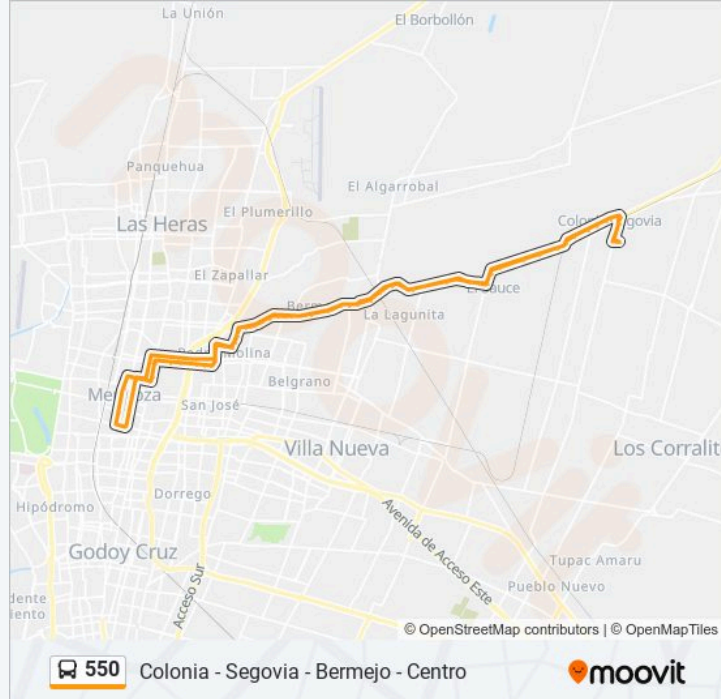 La Unión
El Borbollón
Panquehua
El Algarrobal
Las Heras
El Plumerillo
Colonia Segovia
El Zapallar
Bermejo
El Sauce
La Lagunita
Pedro Molina
Belgrano
Mendoza
San José
Villa Nueva
Los Corralit
Dorrego
Hipódromo
Avenida de Acceso Este
Godoy Cruz
Tupac Amaru
Acceso Sur
Pueblo Nuevo
dente
iento
© OpenStreetMap contributors | © OpenMapTiles
550 Colonia - Segovia - Bermejo - Centro
moovit